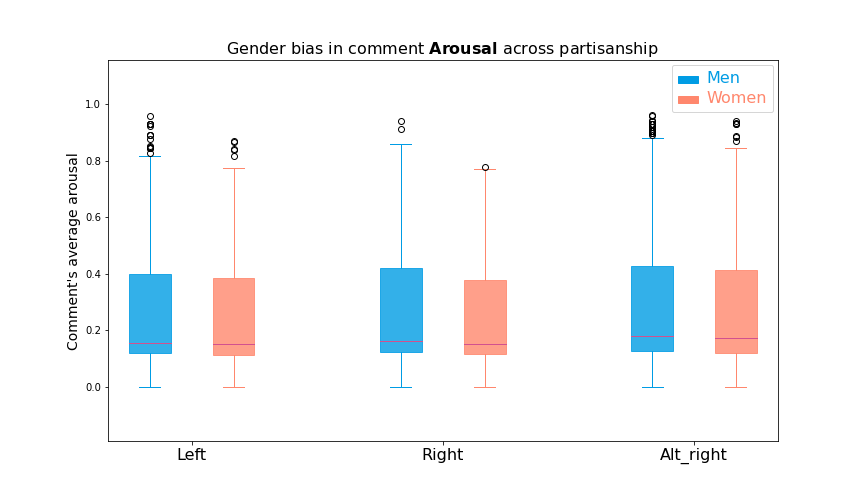 Gender bias in comment Arousal across partisanship
Men
Women
Comment's average arousal
1.0
0.8
0.6
0.4
0.2
0.0
Left
Right
Alt_right